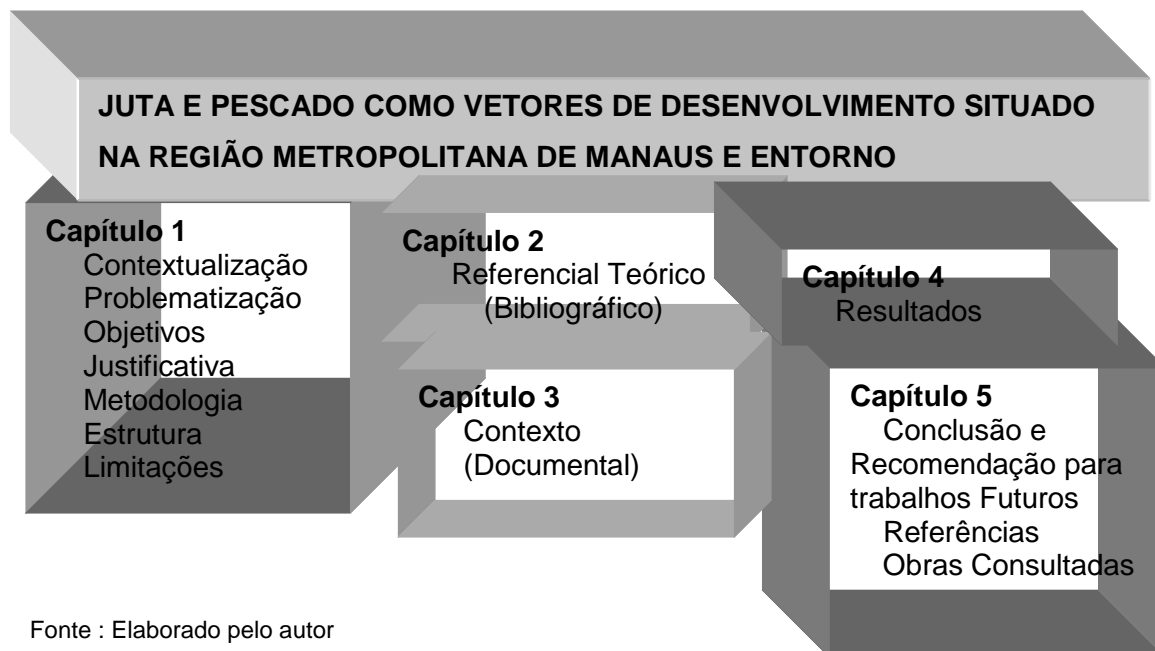 JUTA E PESCADO COMO VETORES DE DESENVOLVIMENTO SITUADO
NA REGIÃO METROPOLITANA DE MANAUS E ENTORNO
Capítulo 1
Contextualização
Problematização
Objetivos
Justificativa
Metodologia
Estrutura
Limitações
Capítulo 2
Referencial Teórico
(Bibliográfico)
Capítulo 3
Contexto
(Documental)
Capítulo 4
Resultados
Capítulo 5
Conclusão e
Recomendação para
trabalhos Futuros
Referências
Obras Consultadas
Fonte : Elaborado pelo autor